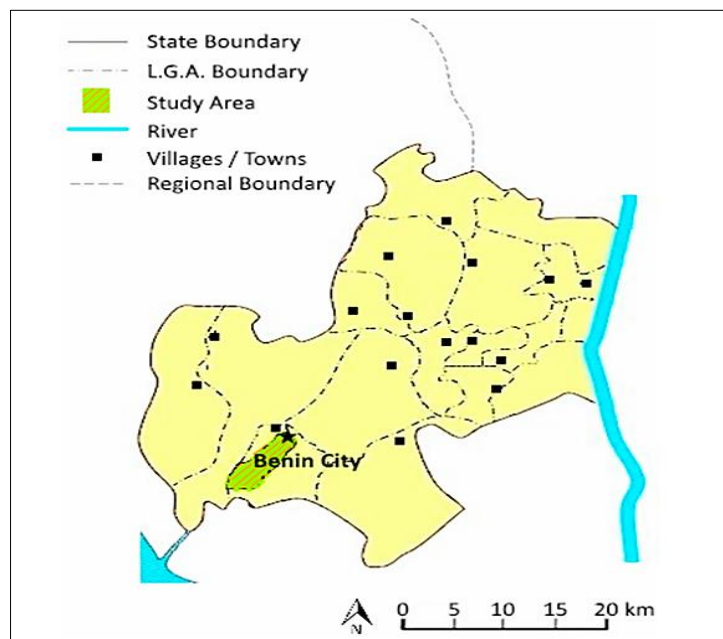 State Boundary
L.G.A. Boundary
Study Area
River
Villages / Towns
Regional Boundary
Benin City
N
0 5 10 15 20 km